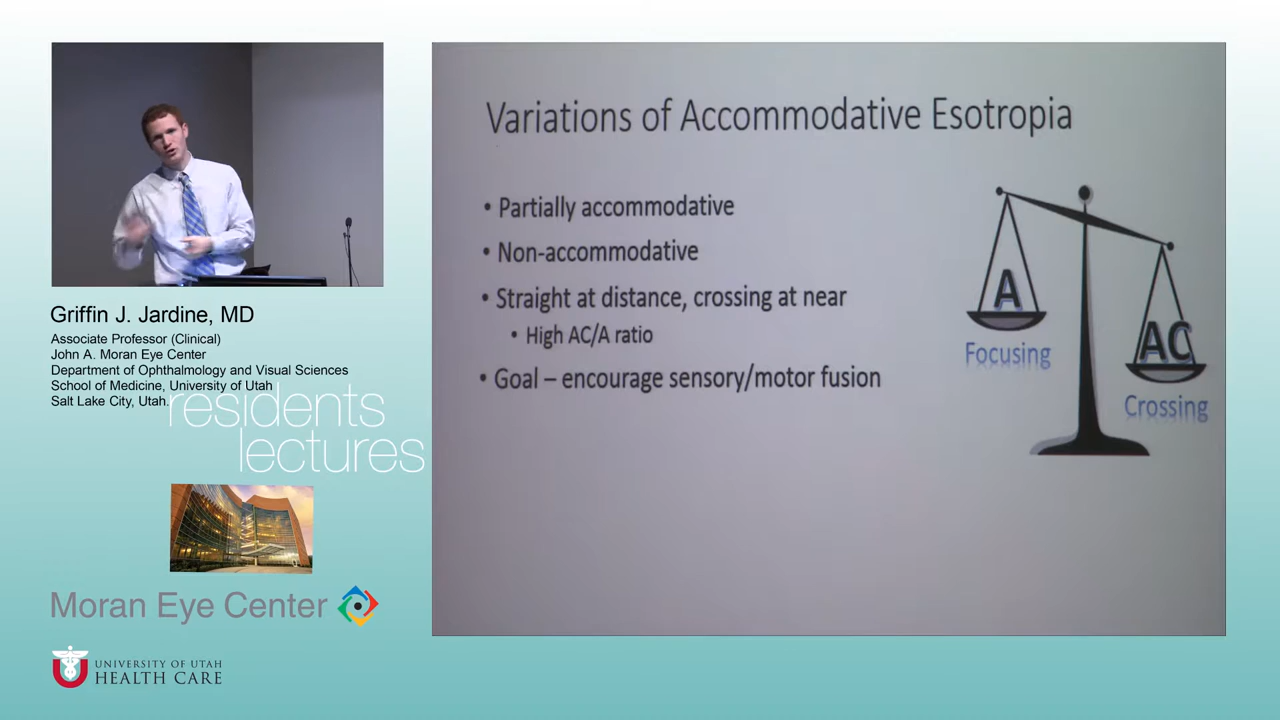 Variations of Accommodative Esotropia
• Partially accommodative
• Non-accommodative
• Straight at distance, crossing at near
• High AC/A ratio
• Goal – encourage sensory/motor fusion
A
Focusing
AC
Crossing
Griffin J. Jardine, MD
Associate Professor (Clinical)
John A. Moran Eye Center
Department of Ophthalmology and Visual Sciences
School of Medicine, University of Utah
Salt Lake City, Utah.
residents
lectures
Moran Eye Center
U
UNIVERSITY OF UTAH
HEALTH CARE